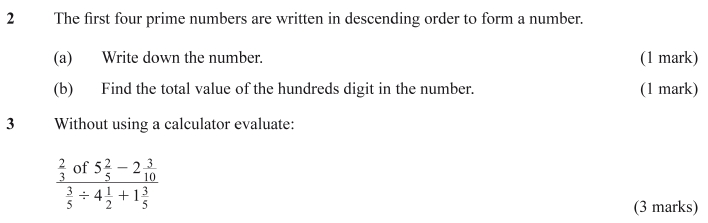 2 The first four prime numbers are written in descending order to form a number.
(a) Write down the number. (1 mark)
(b) Find the total value of the hundreds digit in the number. (1 mark)
3 Without using a calculator evaluate:
2/3 of 5 2/5 − 2 3/10
3/5 ÷ 4 1/2 + 1 3/5
(3 marks)